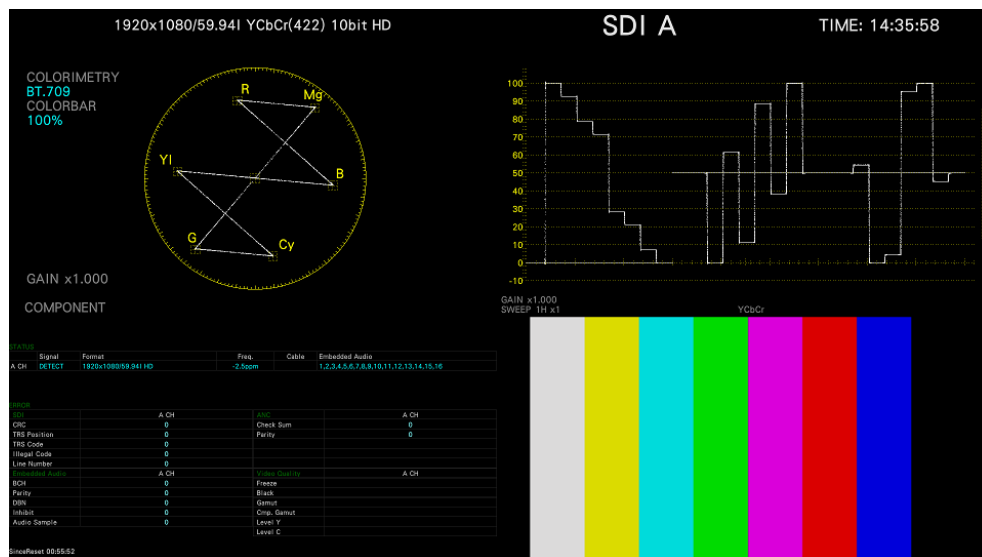 1920x1080/59.94I YCbCr(422) 10bit HD
SDI A
TIME: 14:35:58
COLORIMETRY
BT.709
COLORBAR
100%
R
Mg
Yl
B
G
Cy
GAIN x1.000
COMPONENT
100
90
80
70
60
50
40
30
20
10
0
-10
GAIN x1.000
SWEEP 1H x1
YCbCr
STATUS
Signal Format Freq. Cable Embedded Audio
A CH DETECT 1920x1080/59.94I HD -2.5ppm 1,2,3,4,5,6,7,8,9,10,11,12,13,14,15,16
ERROR
SDI A CH ANC A CH
CRC 0 Check Sum 0
TRS Position 0 Parity 0
TRS Code 0
Illegal Code 0
Line Number 0
Embedded Audio A CH Video Quality A CH
BCH 0 Freeze
Parity 0 Black
DBN 0 Gamut
Inhibit 0 Cmp. Gamut
Audio Sample 0 Level Y
Level C
SinceReset 00:55:52